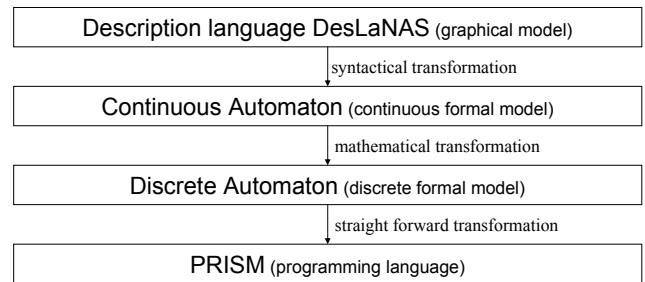 Description language DesLaNAS (graphical model)
syntactical transformation
Continuous Automaton (continuous formal model)
mathematical transformation
Discrete Automaton (discrete formal model)
straight forward transformation
PRISM (programming language)